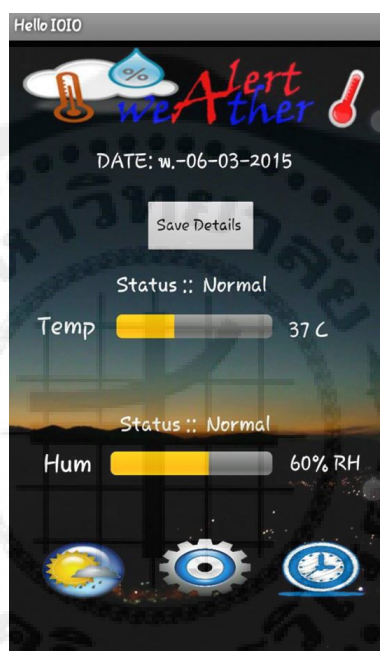 Hello IOIO
%
Alert
weAther
DATE: พ.-06-03-2015
Save Details
Status :: Normal
Temp 37 C
Status :: Normal
Hum 60% RH